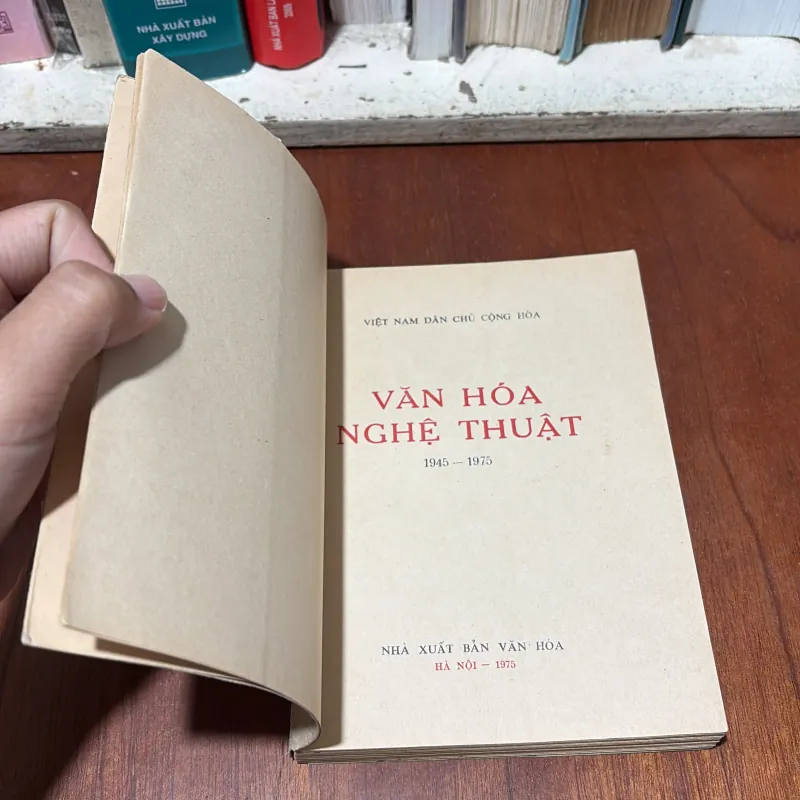 NHÀ XUẤT BẢN
XÂY DỰNG
VIỆT NAM DÂN CHỦ CỘNG HÒA
VĂN HÓA
NGHỆ THUẬT
1945 — 1975
NHÀ XUẤT BẢN VĂN HÓA
HÀ NỘI — 1975